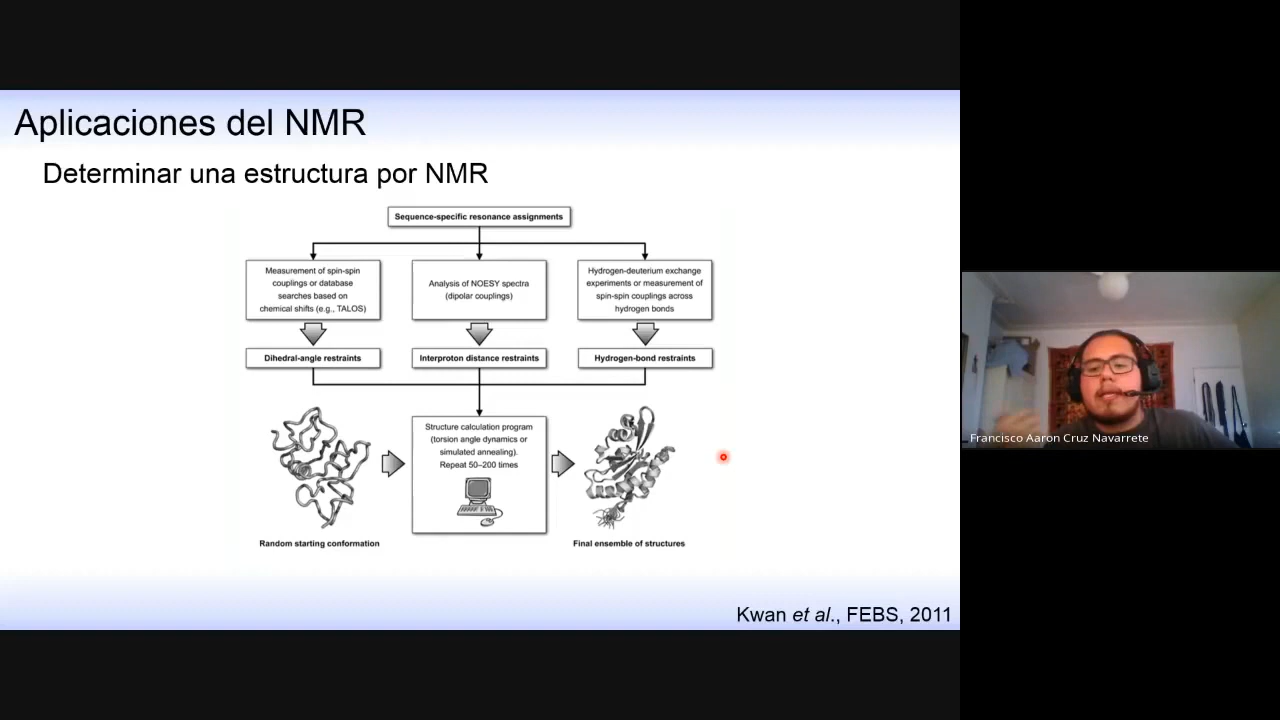 Aplicaciones del NMR
Determinar una estructura por NMR
Sequence-specific resonance assignments
Measurement of spin-spin
couplings or database
searches based on
chemical shifts (e.g., TALOS)
Analysis of NOESY spectra
(dipolar couplings)
Hydrogen-deuterium exchange
experiments or measurement of
spin-spin couplings across
hydrogen bonds
Dihedral-angle restraints
Interproton distance restraints
Hydrogen-bond restraints
Structure calculation program
(torsion angle dynamics or
simulated annealing).
Repeat 50–200 times
Random starting conformation
Final ensemble of structures
Kwan et al., FEBS, 2011
Francisco Aaron Cruz Navarrete